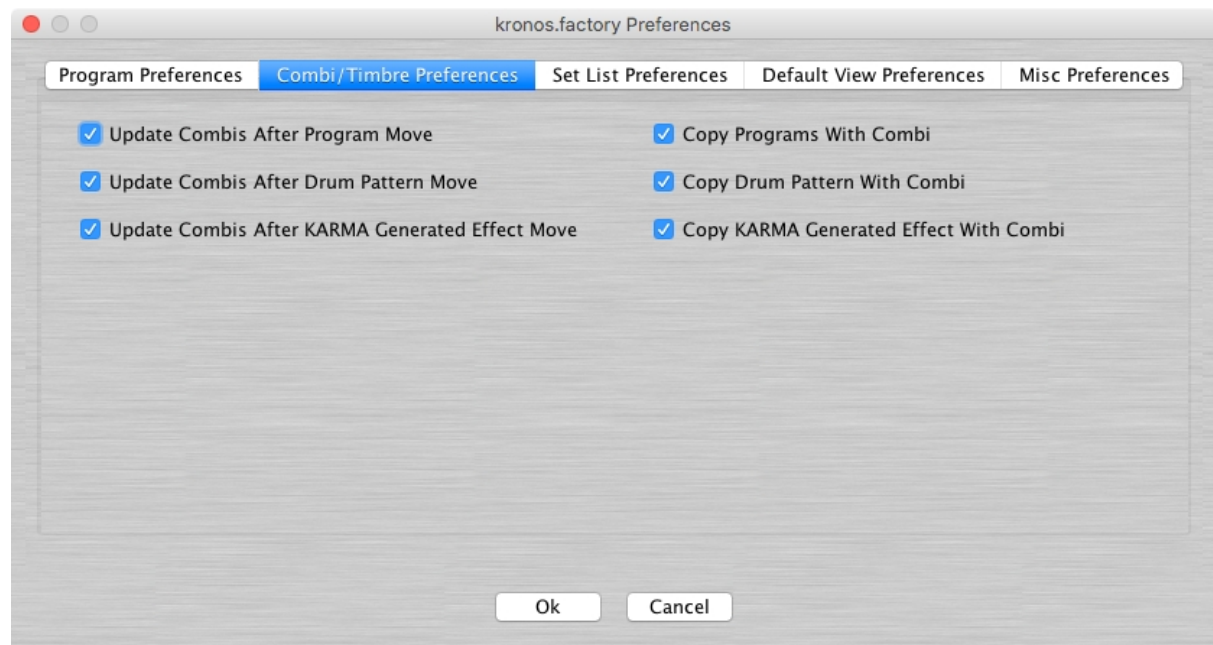 kronos.factory Preferences
Program Preferences Combi/Timbre Preferences Set List Preferences Default View Preferences Misc Preferences
Update Combis After Program Move Copy Programs With Combi
Update Combis After Drum Pattern Move Copy Drum Pattern With Combi
Update Combis After KARMA Generated Effect Move Copy KARMA Generated Effect With Combi
Ok Cancel